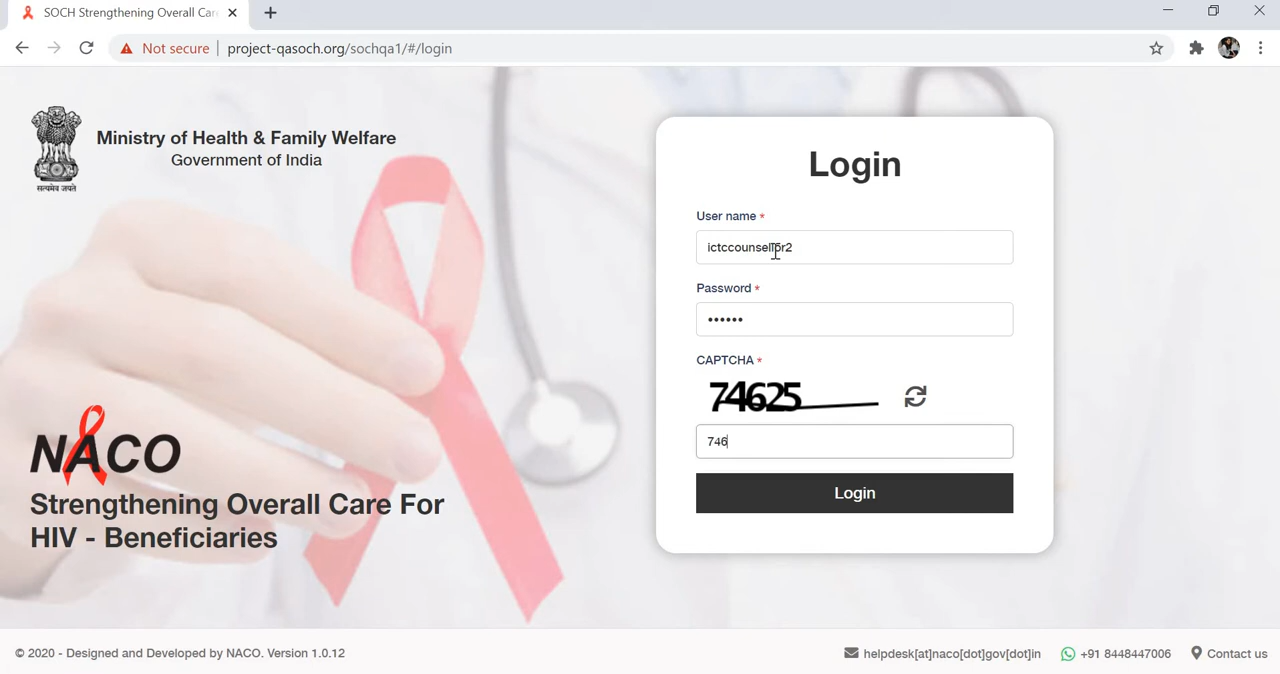 SOCH Strengthening Overall Car
Not secure
project-qasoch.org/sochqa1/#/login
Ministry of Health & Family Welfare
Government of India
सत्यमेव जयते
NACO
Strengthening Overall Care For
HIV - Beneficiaries
Login
User name *
ictccounsellor2
Password *
••••••
CAPTCHA *
74625
746
Login
© 2020 - Designed and Developed by NACO. Version 1.0.12
helpdesk[at]naco[dot]gov[dot]in
+91 8448447006
Contact us